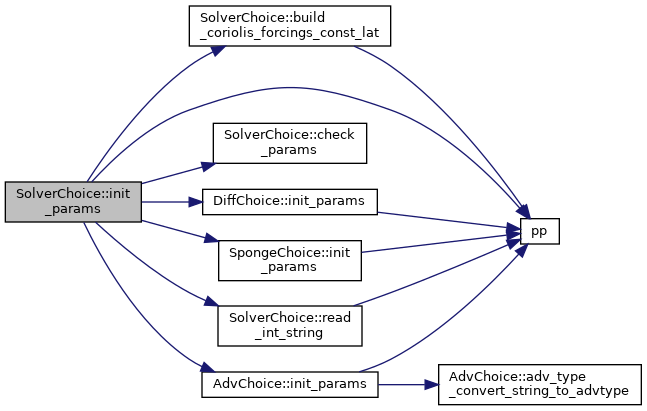 SolverChoice::init
_params
SolverChoice::build
_coriolis_forcings_const_lat
SolverChoice::check
_params
DiffChoice::init_params
SpongeChoice::init
_params
SolverChoice::read
_int_string
AdvChoice::init_params
pp
AdvChoice::adv_type
_convert_string_to_advtype